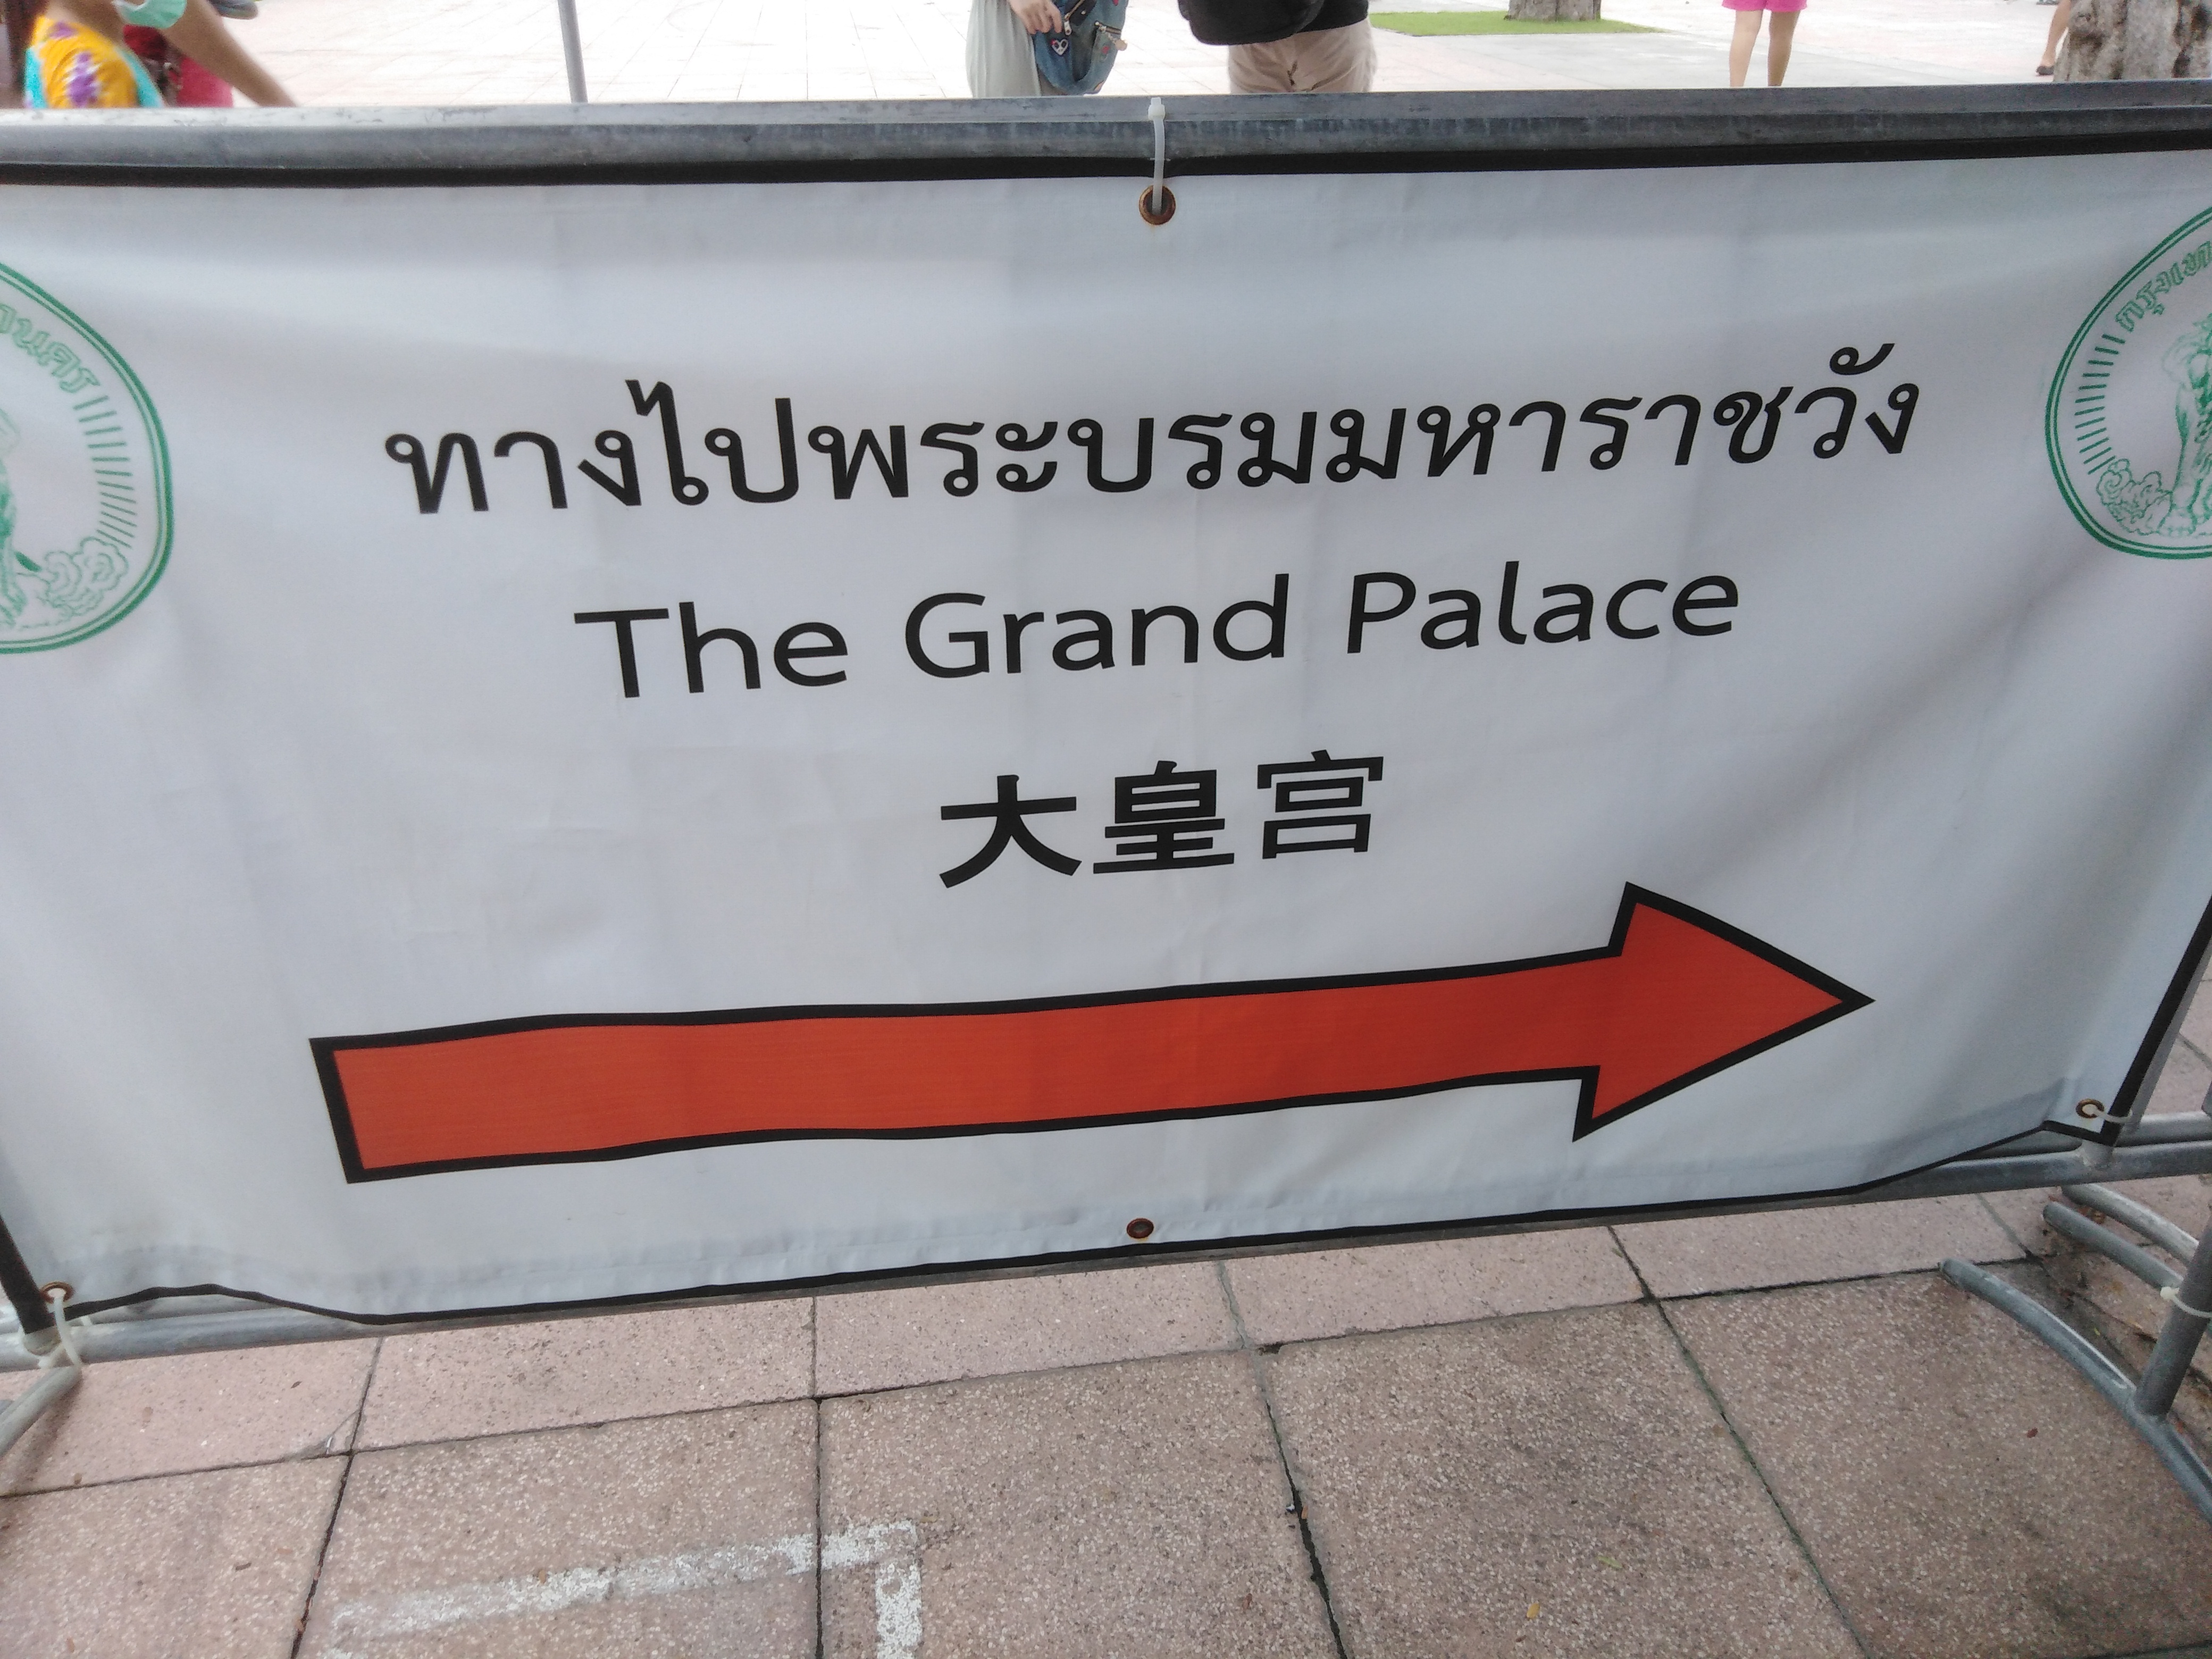 ทางไปพระบรมมหาราชวัง
The Grand Palace
大皇宫